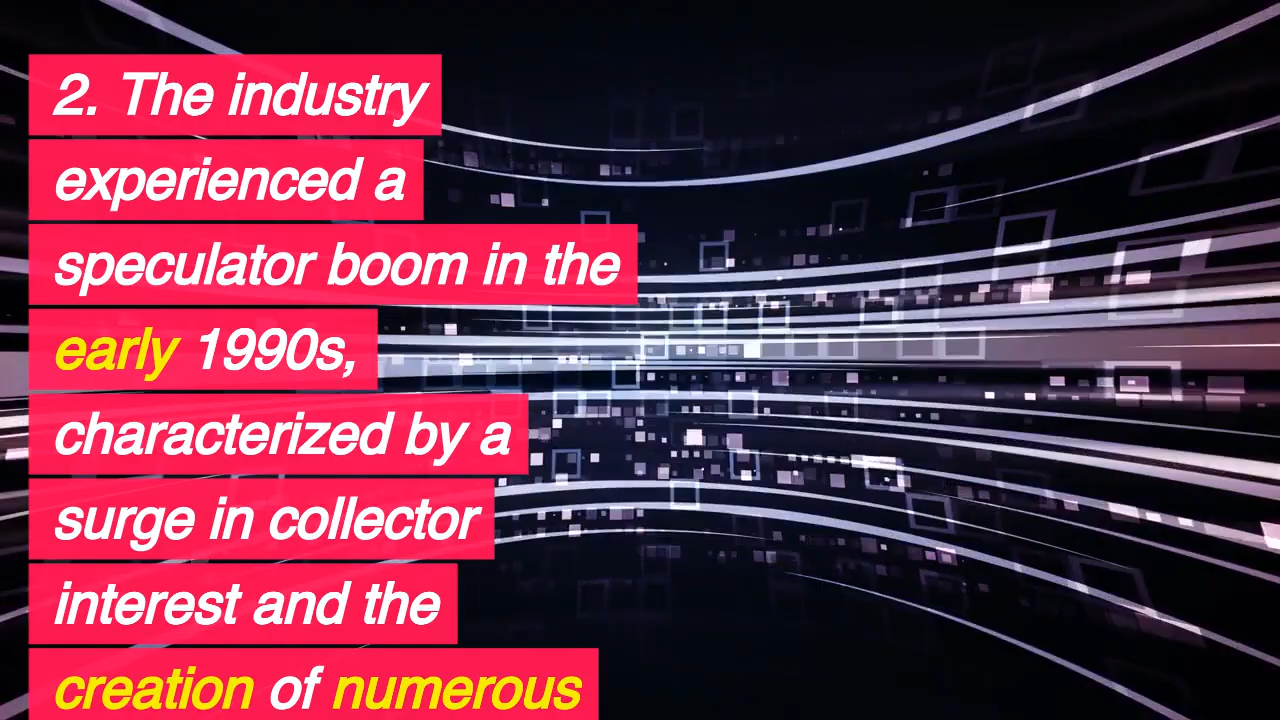 2. The industry
experienced a
speculator boom in the
early 1990s,
characterized by a
surge in collector
interest and the
creation of numerous